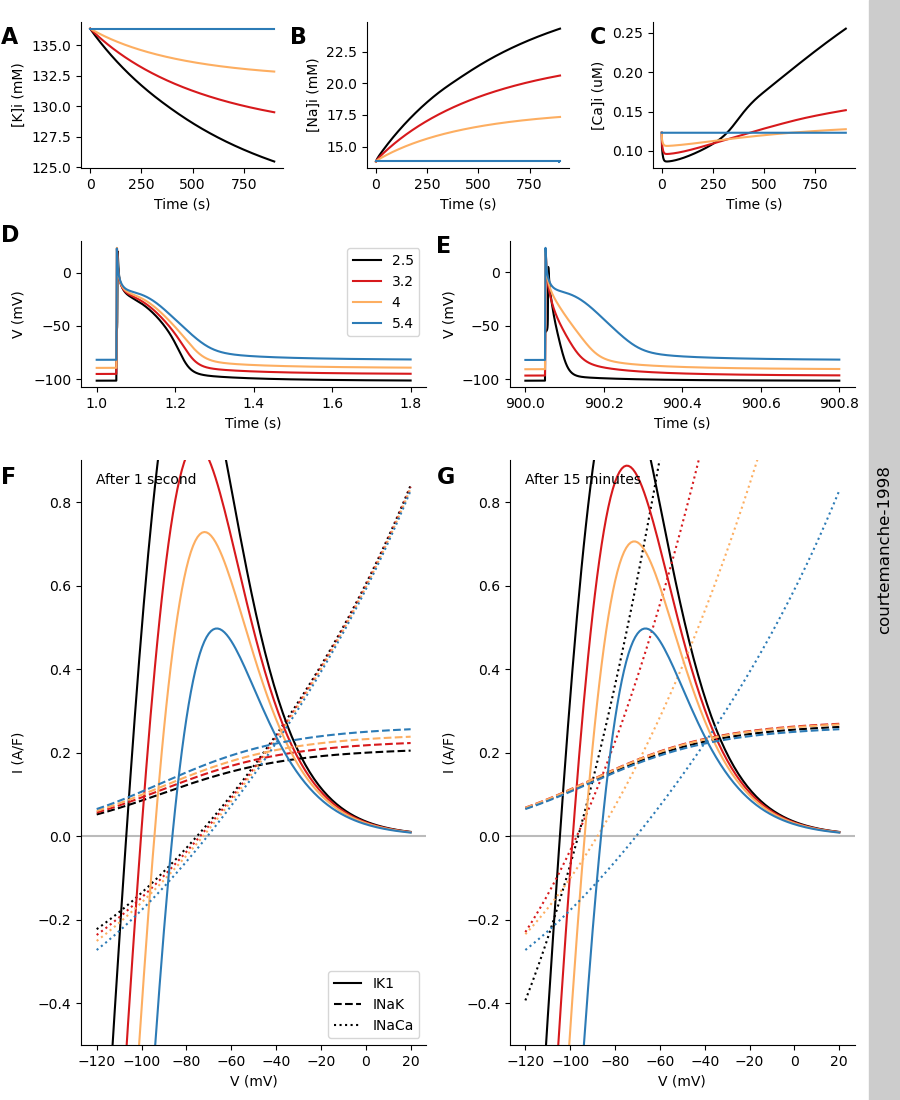 A
B
C
[K]i (mM)
135.0
132.5
130.0
127.5
125.0
0
250
500
750
Time (s)
[Na]i (mM)
22.5
20.0
17.5
15.0
0
250
500
750
Time (s)
[Ca]i (uM)
0.25
0.20
0.15
0.10
0
250
500
750
Time (s)
D
V (mV)
0
−50
−100
2.5
3.2
4
5.4
1.0
1.2
1.4
1.6
1.8
Time (s)
E
V (mV)
0
−50
−100
900.0
900.2
900.4
900.6
900.8
Time (s)
F
After 1 second
I (A/F)
0.8
0.6
0.4
0.2
0.0
−0.2
−0.4
IK1
INaK
INaCa
−120
−100
−80
−60
−40
−20
0
20
V (mV)
G
After 15 minutes
I (A/F)
0.8
0.6
0.4
0.2
0.0
−0.2
−0.4
−120
−100
−80
−60
−40
−20
0
20
V (mV)
courtemanche-1998